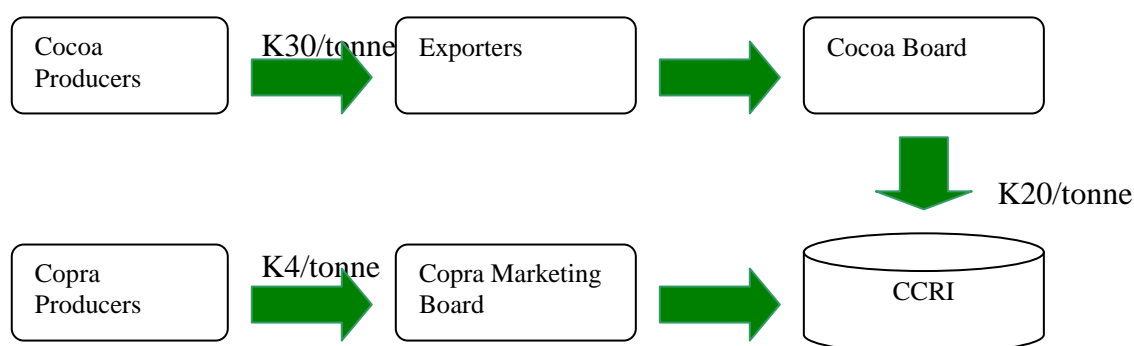 Cocoa
Producers
K30/tonne
Exporters
Cocoa Board
K20/tonne
Copra
Producers
K4/tonne
Copra Marketing
Board
CCRI